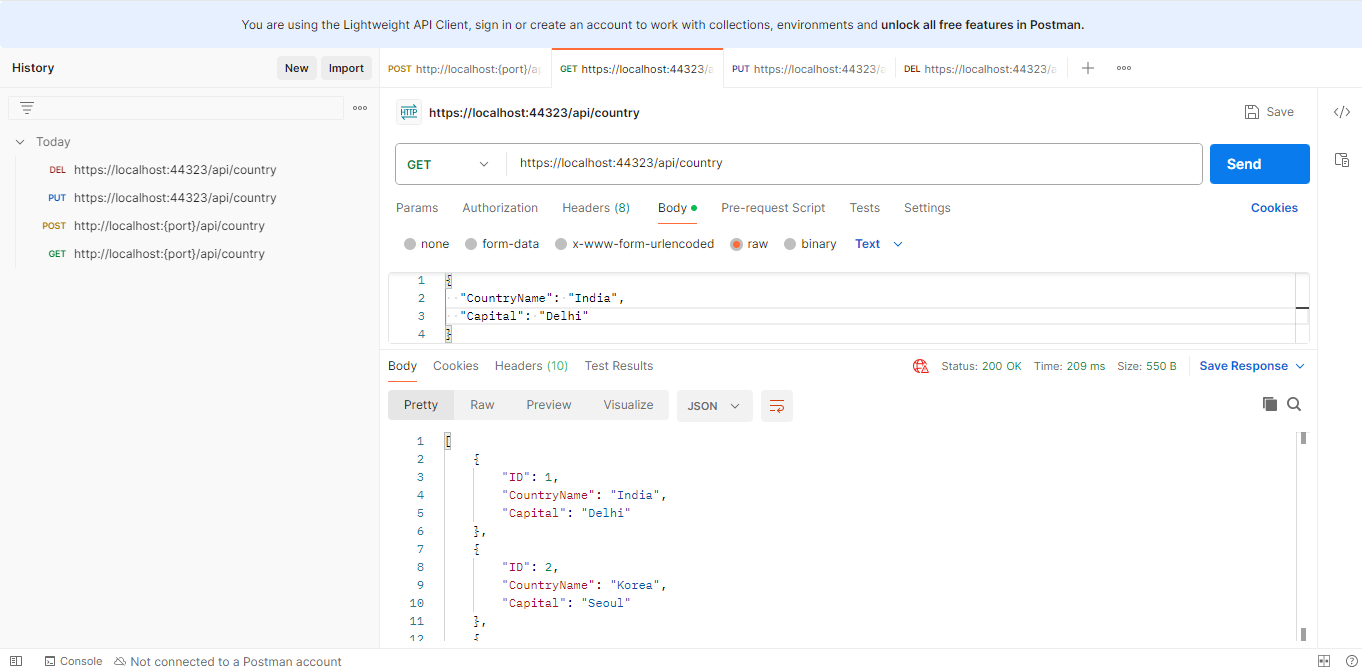 You are using the Lightweight API Client, sign in or create an account to work with collections, environments and unlock all free features in Postman.
History
New
Import
POST http://localhost:{port}/ap
GET https://localhost:44323/a
PUT https://localhost:44323/a
DEL https://localhost:44323/a
HTTP https://localhost:44323/api/country
Save
Today
DEL https://localhost:44323/api/country
PUT https://localhost:44323/api/country
POST http://localhost:{port}/api/country
GET http://localhost:{port}/api/country
GET https://localhost:44323/api/country
Send
Params Authorization Headers (8) Body Pre-request Script Tests Settings Cookies
none form-data x-www-form-urlencoded raw binary Text
1 {
2 "CountryName": "India",
3 "Capital": "Delhi"
4 }
Body Cookies Headers (10) Test Results Status: 200 OK Time: 209 ms Size: 550 B Save Response
Pretty Raw Preview Visualize JSON
1 [
2 {
3 "ID": 1,
4 "CountryName": "India",
5 "Capital": "Delhi"
6 },
7 {
8 "ID": 2,
9 "CountryName": "Korea",
10 "Capital": "Seoul"
11 },
12 {
Console Not connected to a Postman account